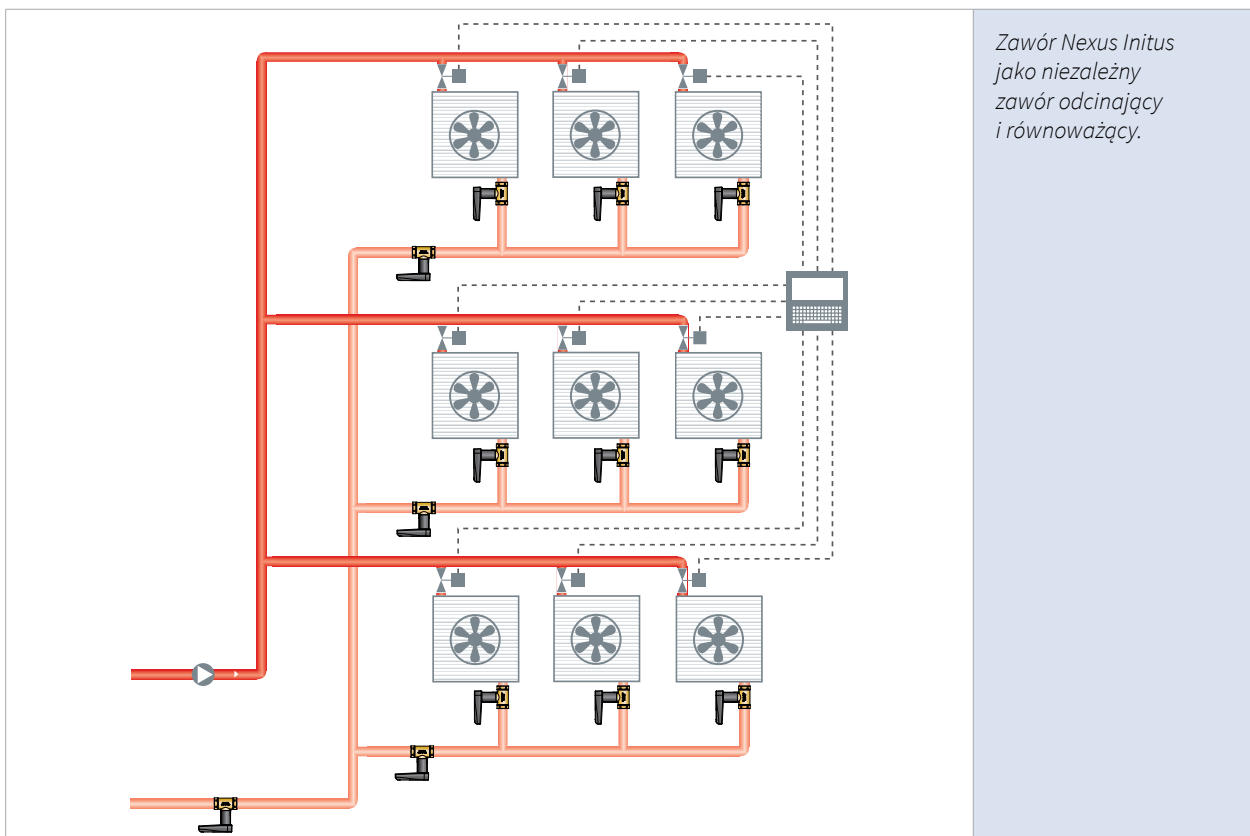 Zawór Nexus Initus
jako niezależny
zawór odcinający
i równoważący.